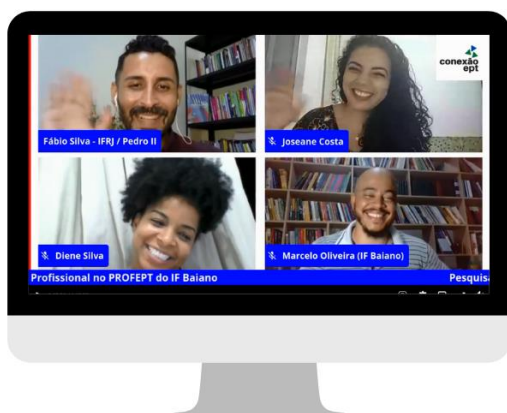 conexão
ept
Fábio Silva - IFRJ / Pedro II
Joseane Costa
Diene Silva
Marcelo Oliveira (IF Baiano)
Profissional no PROFEPT do IF Baiano
Pesquisa